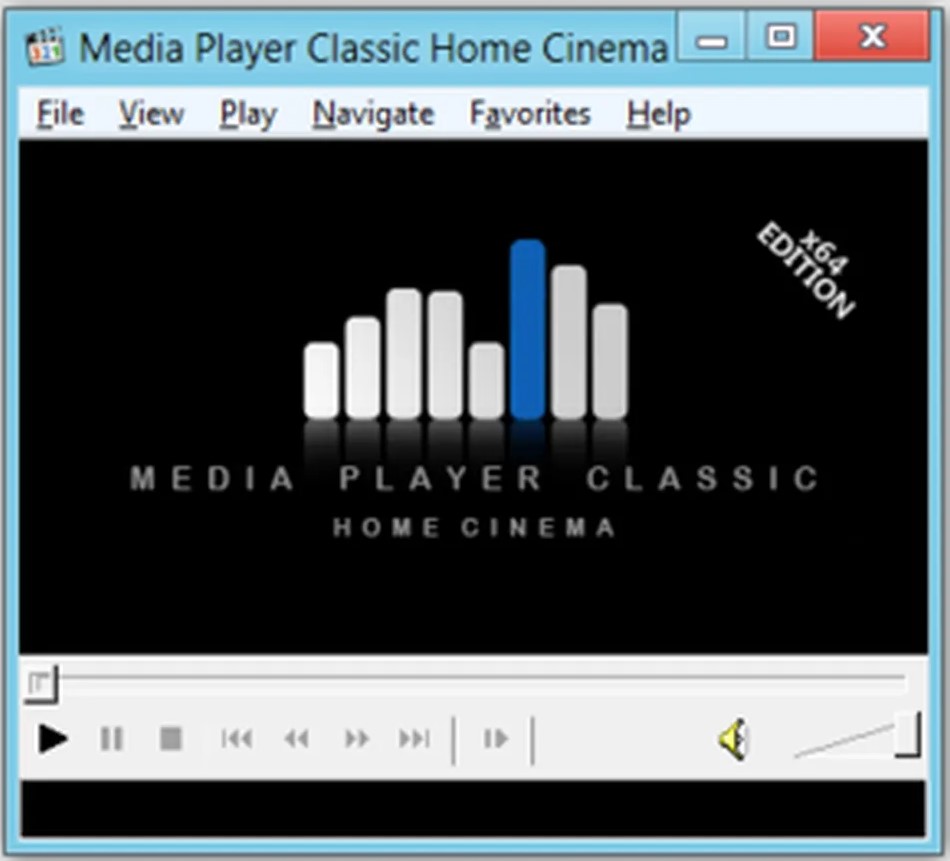 Media Player Classic Home Cinema
File View Play Navigate Favorites Help
x64
EDITION
MEDIA PLAYER CLASSIC
HOME CINEMA